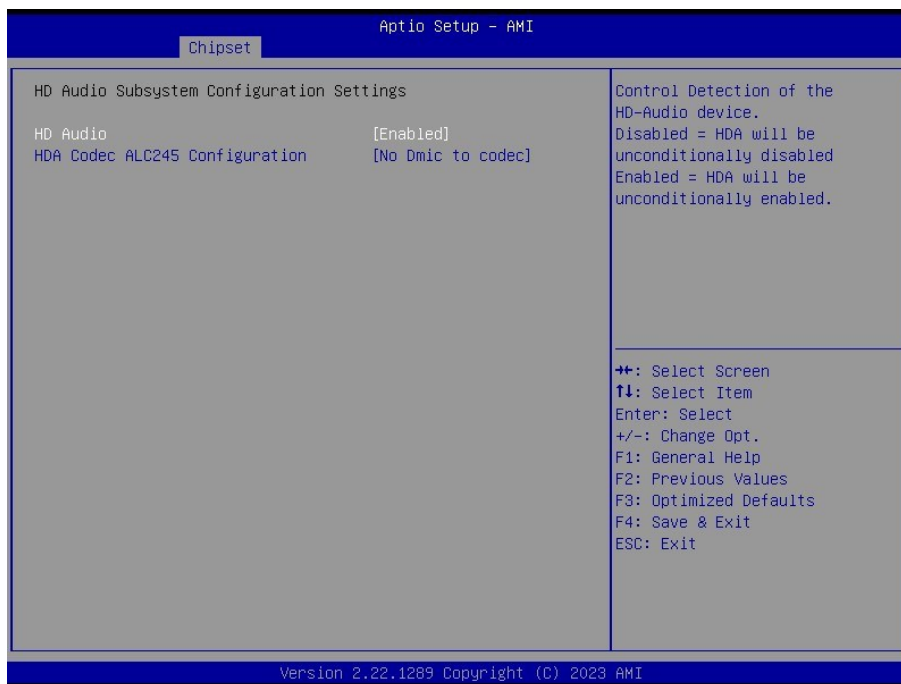 Aptio Setup – AMI
Chipset
HD Audio Subsystem Configuration Settings
HD Audio [Enabled]
HDA Codec ALC245 Configuration [No Dmic to codec]
Control Detection of the
HD-Audio device.
Disabled = HDA will be
unconditionally disabled
Enabled = HDA will be
unconditionally enabled.
→←: Select Screen
↑↓: Select Item
Enter: Select
+/-: Change Opt.
F1: General Help
F2: Previous Values
F3: Optimized Defaults
F4: Save & Exit
ESC: Exit
Version 2.22.1289 Copyright (C) 2023 AMI